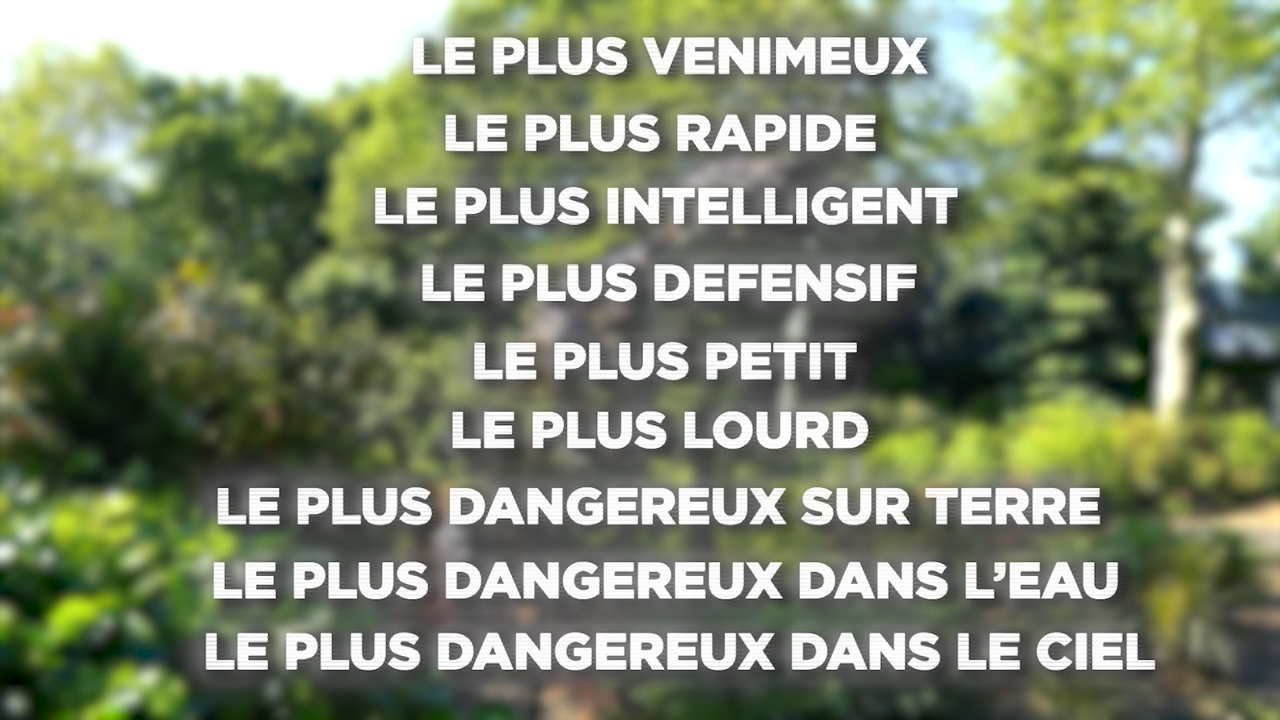 LE PLUS VENIMEUX
LE PLUS RAPIDE
LE PLUS INTELLIGENT
LE PLUS DEFENSIF
LE PLUS PETIT
LE PLUS LOURD
LE PLUS DANGEREUX SUR TERRE
LE PLUS DANGEREUX DANS L’EAU
LE PLUS DANGEREUX DANS LE CIEL